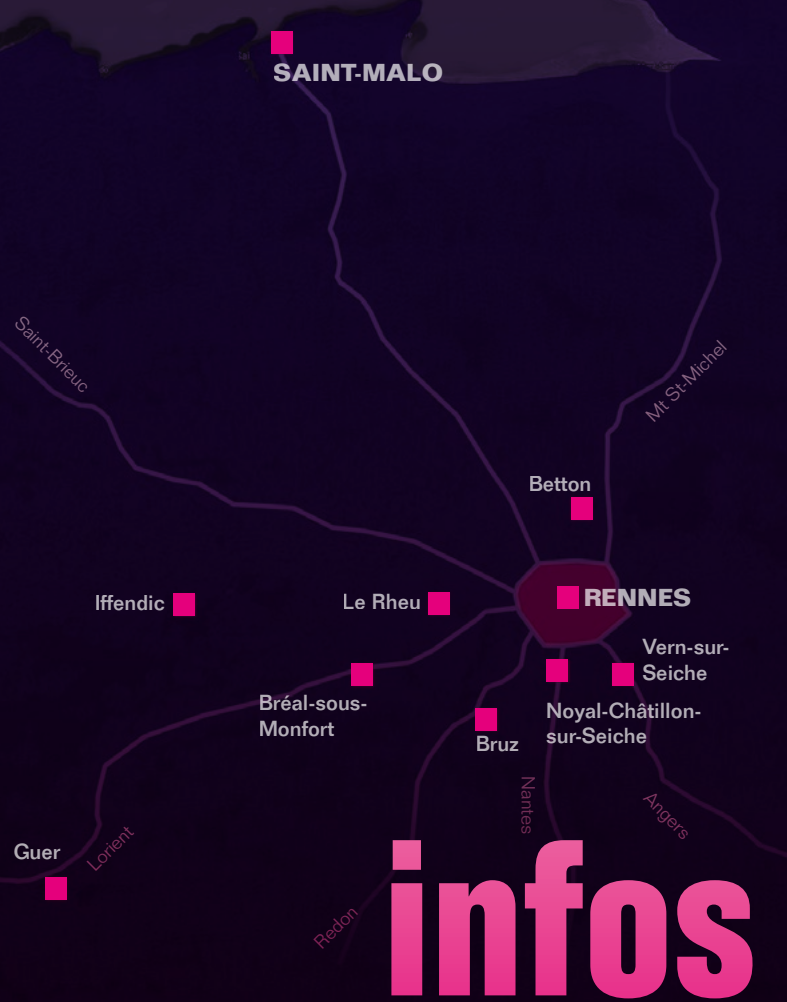 SAINT-MALO
Saint-Brieuc
Mt St-Michel
Betton
Iffendic
Le Rheu
RENNES
Vern-sur-
Seiche
Bréal-sous-
Monfort
Noyal-Châtillon-
sur-Seiche
Bruz
Nantes
Angers
Guer
Lorient
Redon
infos